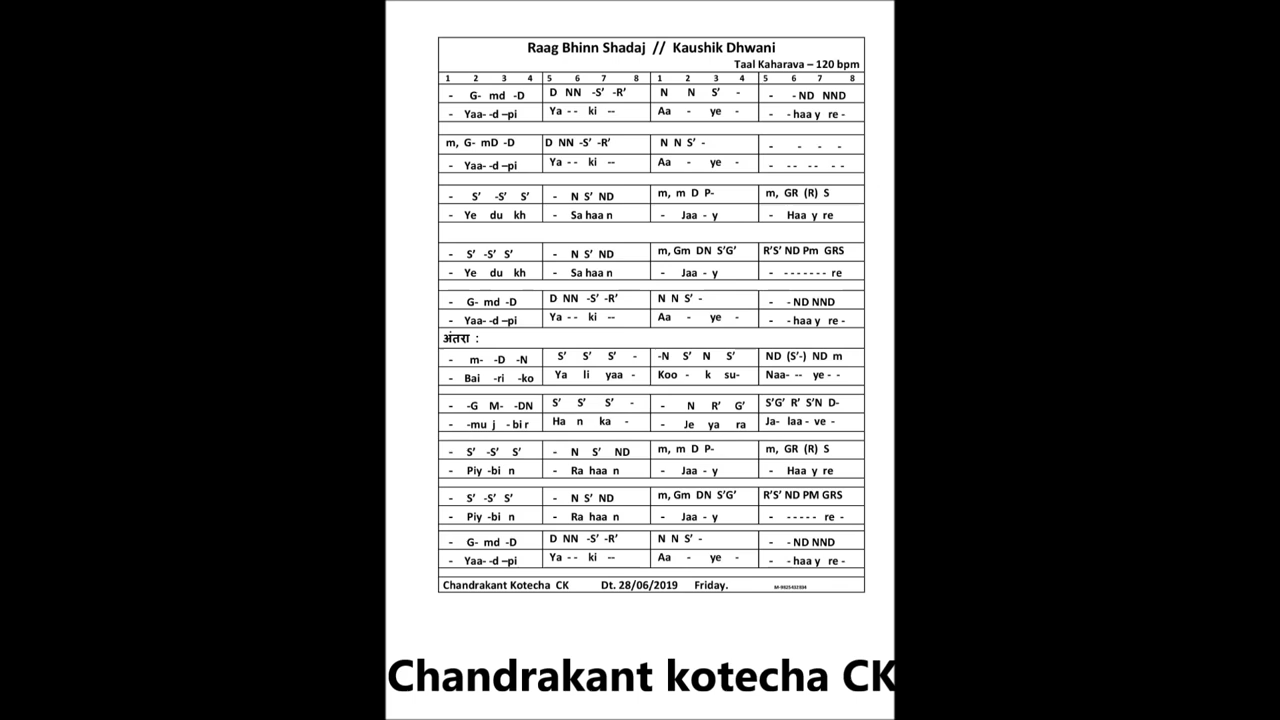 Raag Bhinn Shadaj // Kaushik Dhwani
Taal Kaharava – 120 bpm
1 2 3 4 5 6 7 8 1 2 3 4 5 6 7 8
- G- md -D D NN -S’ -R’ N N S’ - - - ND NND
- Yaa- -d –pi Ya - - ki -- Aa - ye - - - haa y re -
m, G- mD -D D NN -S’ -R’ N N S’ - - - - -
- Yaa- -d –pi Ya - - ki -- Aa - ye - - - - -- - -
- S’ -S’ S’ - N S’ ND m, m D P- m, GR (R) S
- Ye du kh - Sa haa n - Jaa - y - Haa y re
- S’ -S’ S’ - N S’ ND m, Gm DN S’G’ R’S’ ND Pm GRS
- Ye du kh - Sa haa n - Jaa - y - - - - - - - - re
- G- md -D D NN -S’ -R’ N N S’ - - - ND NND
- Yaa- -d –pi Ya - - ki -- Aa - ye - - - haa y re -
अंतरा :
- m- -D -N S’ S’ S’ - -N S’ N S’ ND (S’-) ND m
- Bai -ri -ko Ya li yaa - Koo - k su- Naa- -- ye - -
- -G M- -DN S’ S’ S’ - - N R’ G’ S’G’ R’ S’N D-
- -mu j - bi r Ha n ka - - Je ya ra Ja- laa - ve -
- S’ -S’ S’ - N S’ ND m, m D P- m, GR (R) S
- Piy -bi n - Ra haa n - Jaa - y - Haa y re
- S’ -S’ S’ - N S’ ND m, Gm DN S’G’ R’S’ ND PM GRS
- Piy -bi n - Ra haa n - Jaa - y - - - - - - re -
- G- md -D D NN -S’ -R’ N N S’ - - - ND NND
- Yaa- -d –pi Ya - - ki -- Aa - ye - - - haa y re -
Chandrakant Kotecha CK Dt. 28/06/2019 Friday.
Chandrakant kotecha CK